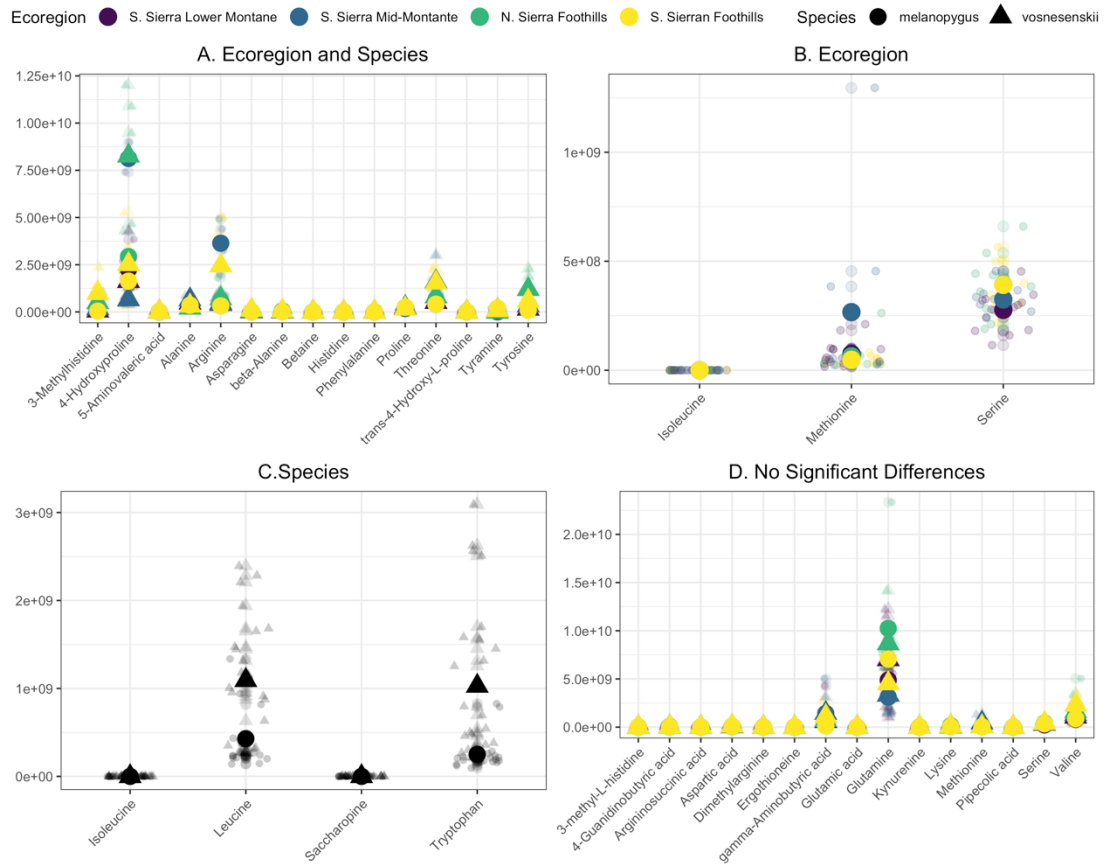 Ecoregion S. Sierra Lower Montane S. Sierra Mid-Montante N. Sierra Foothills S. Sierran Foothills Species melanopygus vosnesenskii
A. Ecoregion and Species
1.25e+10
1.00e+10
7.50e+09
5.00e+09
2.50e+09
0.00e+00
3-Methylhistidine
4-Hydroxyproline
5-Aminovaleric acid
Alanine
Arginine
Asparagine
beta-Alanine
Betaine
Histidine
Phenylalanine
Proline
Theonine
trans-4-Hydroxy-L-proline
Tyramine
Tyrosine
B. Ecoregion
1e+09
5e+08
0e+00
Isoleucine
Methionine
Serine
C.Species
3e+09
2e+09
1e+09
0e+00
Isoleucine
Leucine
Saccharopine
Tryptophan
D. No Significant Differences
2.0e+10
1.5e+10
1.0e+10
5.0e+09
0.0e+00
3-methyl-L-histidine
4-Guanidinobutyric acid
Argininosuccinic acid
Aspartic acid
Dimethylarginine
Ergothioneine
gamma-Aminobutyric acid
Glutamic acid
Glutamine
Kynurenine
Lysine
Methionine
Pipecolic acid
Serine
Valine